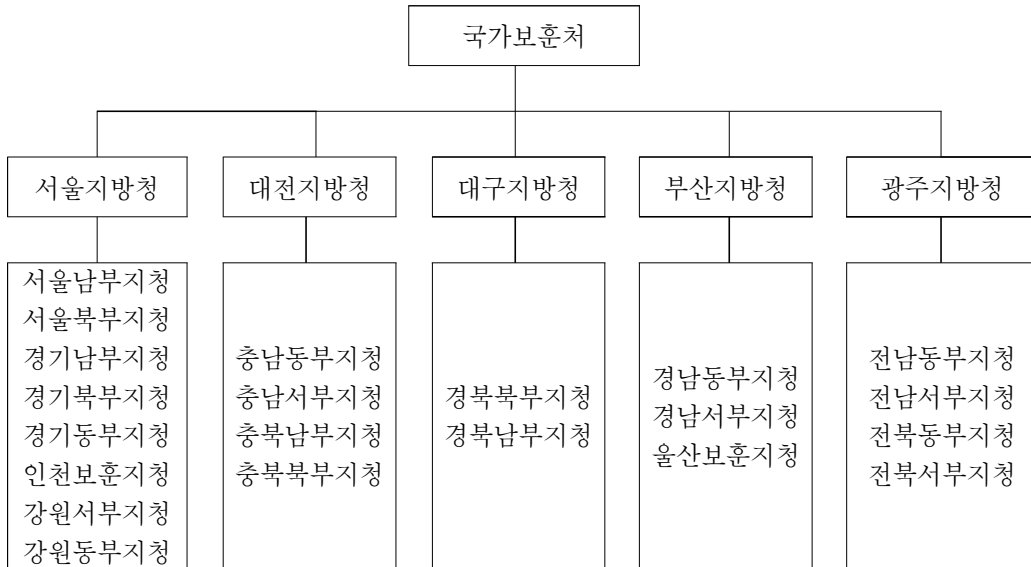 국가보훈처
서울지방청
대전지방청
대구지방청
부산지방청
광주지방청
서울남부지청
서울북부지청
경기남부지청
경기북부지청
경기동부지청
인천보훈지청
강원서부지청
강원동부지청
충남동부지청
충남서부지청
충북남부지청
충북북부지청
경북북부지청
경북남부지청
경남동부지청
경남서부지청
울산보훈지청
전남동부지청
전남서부지청
전북동부지청
전북서부지청